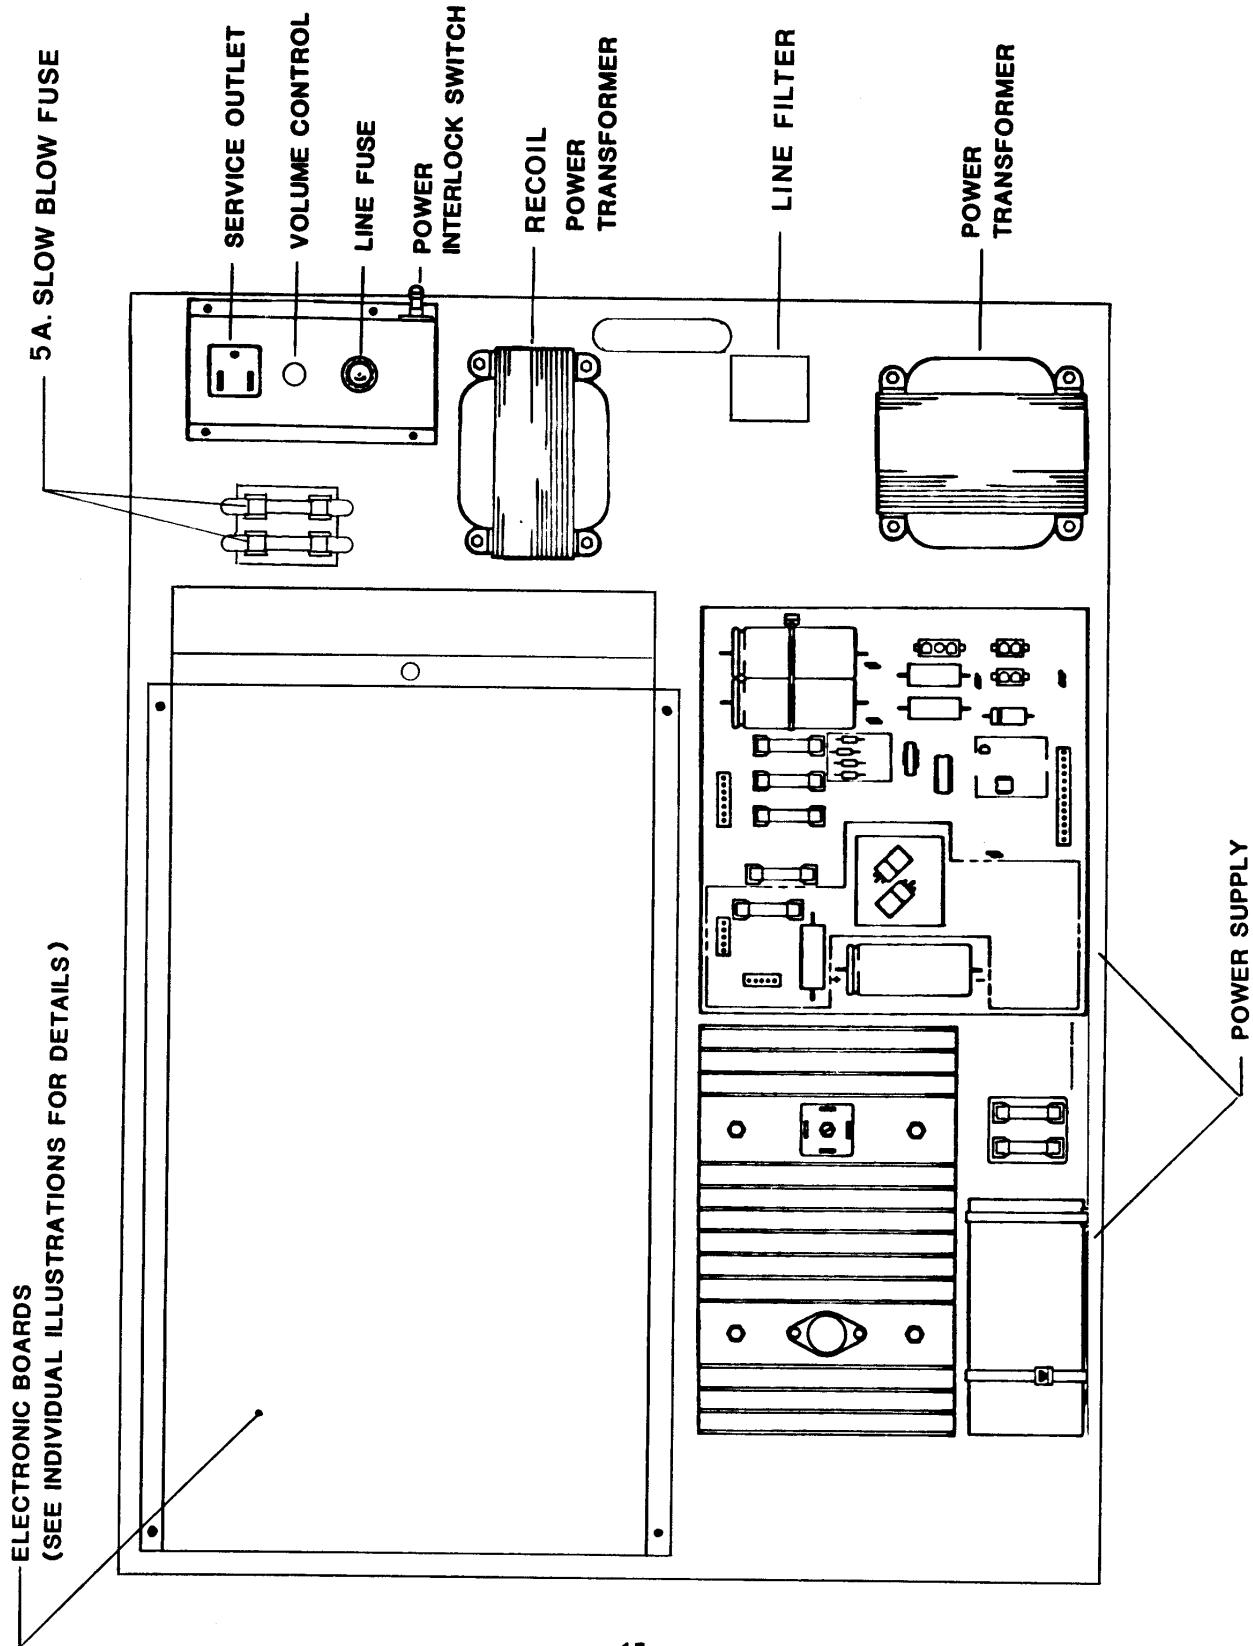 ELECTRONIC BOARDS
(SEE INDIVIDUAL ILLUSTRATIONS FOR DETAILS)
5 A. SLOW BLOW FUSE
SERVICE OUTLET
VOLUME CONTROL
LINE FUSE
POWER
INTERLOCK SWITCH
RECOIL
POWER
TRANSFORMER
LINE FILTER
POWER
TRANSFORMER
POWER SUPPLY